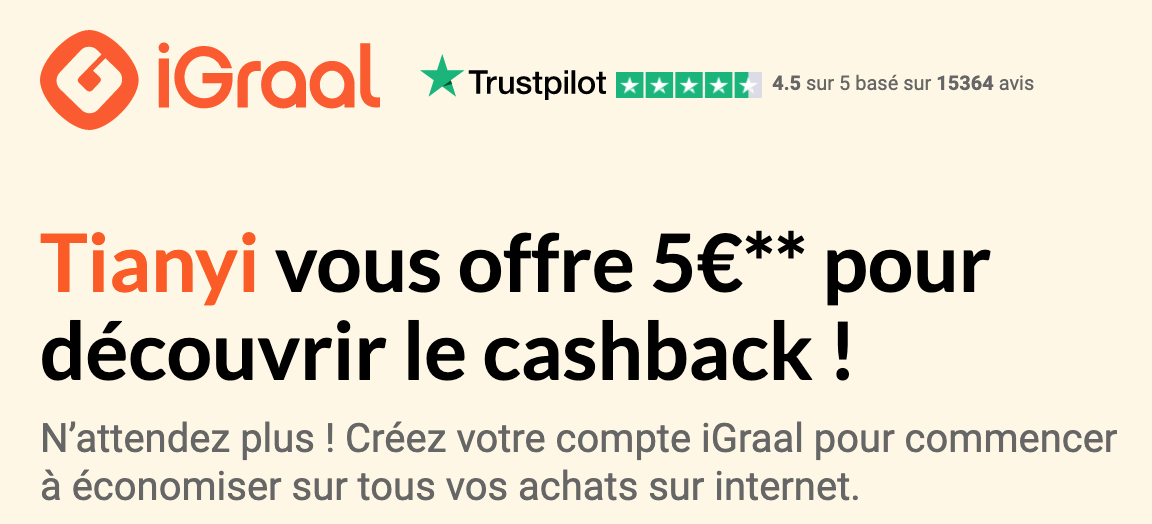 iGraal
Trustpilot 4.5 sur 5 basé sur 15364 avis
Tianyi vous offre 5€** pour
découvrir le cashback !
N’attendez plus ! Créez votre compte iGraal pour commencer
à économiser sur tous vos achats sur internet.